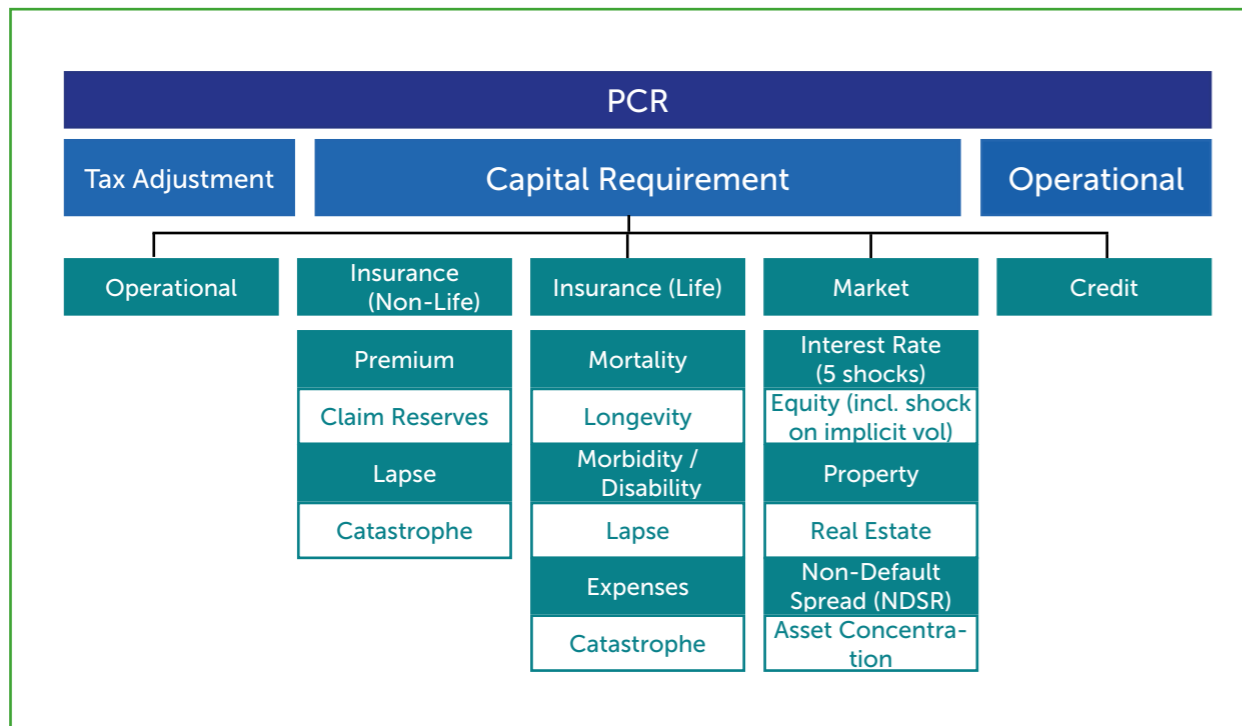 PCR
Tax Adjustment
Capital Requirement
Operational
Operational
Insurance
(Non-Life)
Insurance (Life)
Market
Credit
Premium
Claim Reserves
Lapse
Catastrophe
Mortality
Longevity
Morbidity /
Disability
Lapse
Expenses
Catastrophe
Interest Rate
(5 shocks)
Equity (incl. shock
on implicit vol)
Property
Real Estate
Non-Default
Spread (NDSR)
Asset Concentra-
tion